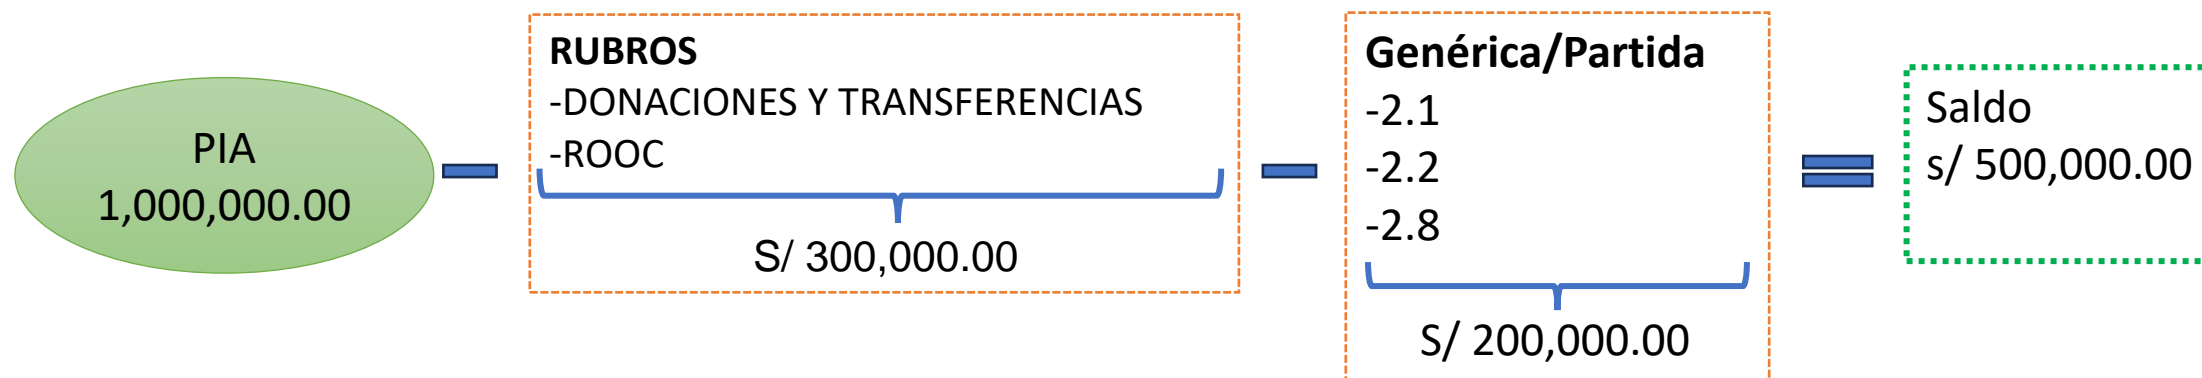 PIA
1,000,000.00
RUBROS
-DONACIONES Y TRANSFERENCIAS
-ROOC
S/ 300,000.00
Genérica/Partida
-2.1
-2.2
-2.8
S/ 200,000.00
Saldo
s/ 500,000.00